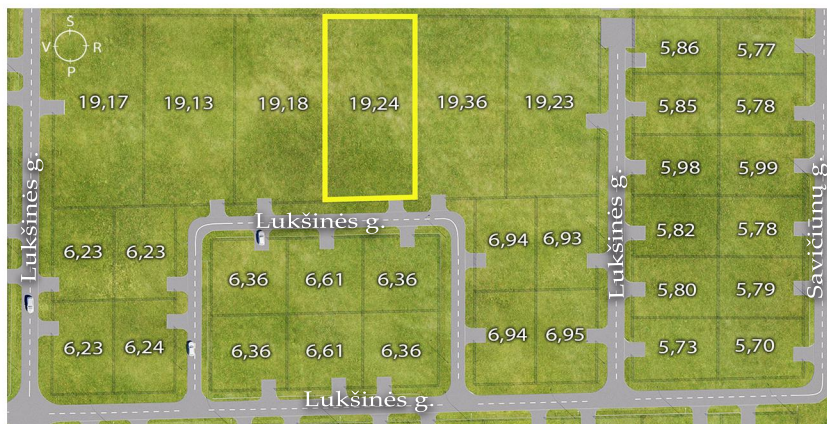 S
V R
P
19,17 19,13 19,18 19,24 19,36 19,23
5,86 5,77
5,85 5,78
5,98 5,99
5,82 5,78
5,80 5,79
5,73 5,70
Lukšinės g.
Lukšinės g.
Lukšinės g.
Savičiūnų g.
6,23 6,23
6,23 6,24
6,36 6,61 6,36
6,36 6,61 6,36
6,94 6,93
6,94 6,95
Lukšinės g.